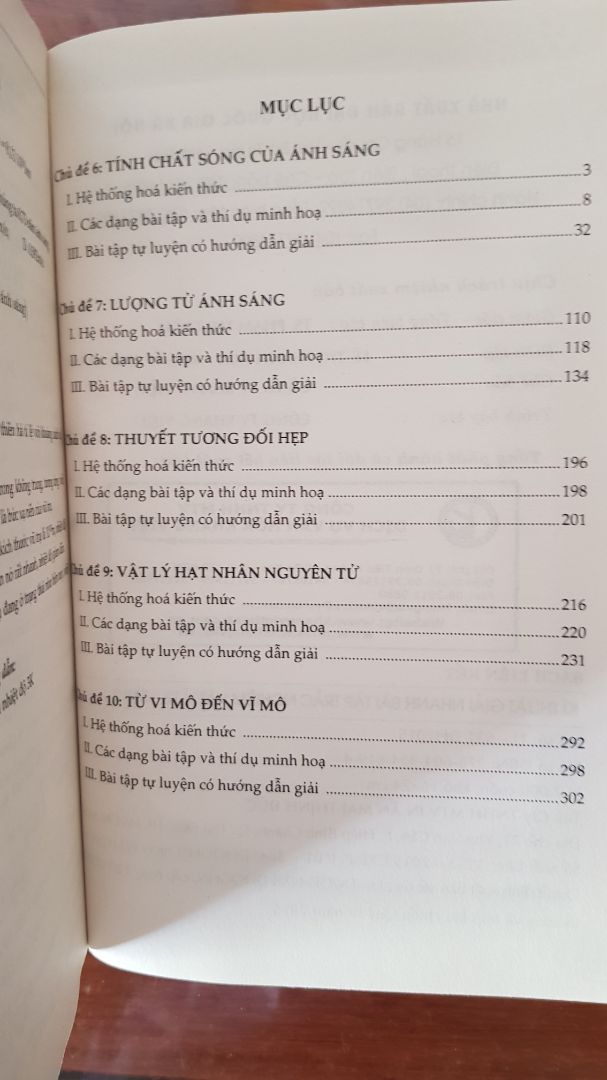 MỤC LỤC
Chủ đề 6: TÍNH CHẤT SÓNG CỦA ÁNH SÁNG
I. Hệ thống hoá kiến thức 3
II. Các dạng bài tập và thí dụ minh hoạ 8
III. Bài tập tự luyện có hướng dẫn giải 32
Chủ đề 7: LƯỢNG TỬ ÁNH SÁNG
I. Hệ thống hoá kiến thức 110
II. Các dạng bài tập và thí dụ minh hoạ 118
III. Bài tập tự luyện có hướng dẫn giải 134
Chủ đề 8: THUYẾT TƯƠNG ĐỐI HẸP
I. Hệ thống hoá kiến thức 196
II. Các dạng bài tập và thí dụ minh hoạ 198
III. Bài tập tự luyện có hướng dẫn giải 201
Chủ đề 9: VẬT LÝ HẠT NHÂN NGUYÊN TỬ
I. Hệ thống hoá kiến thức 216
II. Các dạng bài tập và thí dụ minh hoạ 220
III. Bài tập tự luyện có hướng dẫn giải 231
Chủ đề 10: TỪ VI MÔ ĐẾN VĨ MÔ
I. Hệ thống hoá kiến thức 292
II. Các dạng bài tập và thí dụ minh hoạ 298
III. Bài tập tự luyện có hướng dẫn giải 302